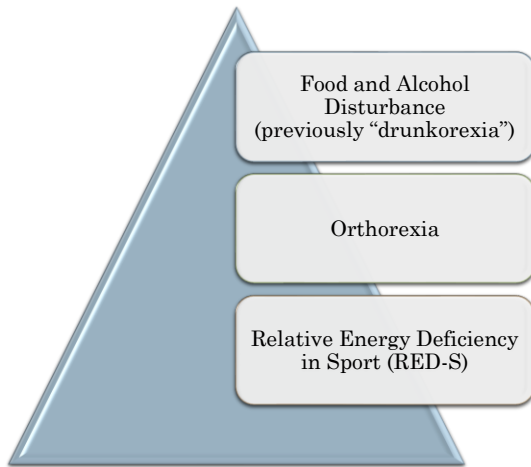 Food and Alcohol
Disturbance
(previously “drunkorexia”)
Orthorexia
Relative Energy Deficiency
in Sport (RED-S)